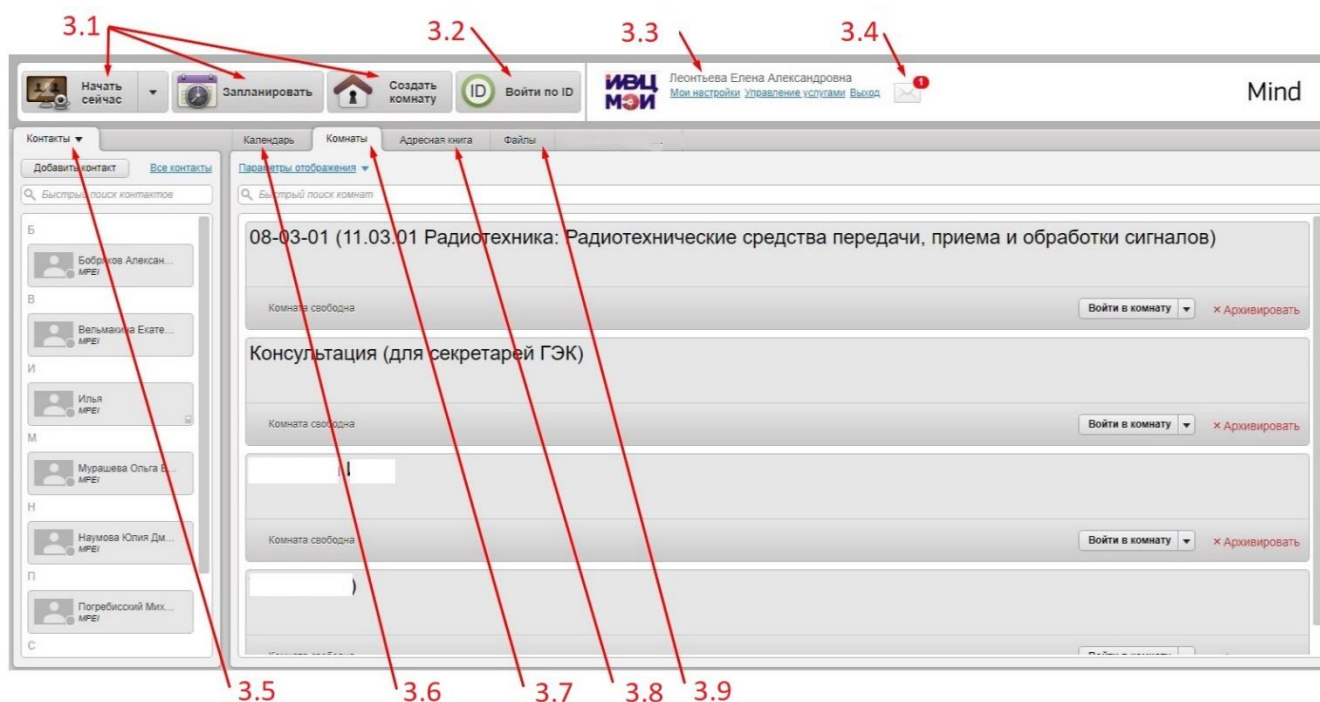 3.1
3.2
3.3
3.4
Начать сейчас
Запланировать
Создать комнату
ID
Войти по ID
ИВЦ МЭИ
Леонтьева Елена Александровна
Мои настройки Управление услугами Выход
1
Mind
Контакты
Календарь
Комнаты
Адресная книга
Файлы
Добавить контакт
Все контакты
Параметры отображения
Быстрый поиск контактов
Быстрый поиск комнат
Б
Бобряков Алексан...
MPEI
В
Вельмакина Екате...
MPEI
И
Илья
MPEI
М
Мурашева Ольга В...
MPEI
Н
Наумова Юлия Дм...
MPEI
П
Погребисский Мих...
MPEI
С
08-03-01 (11.03.01 Радиотехника: Радиотехнические средства передачи, приема и обработки сигналов)
Комната свободна
Войти в комнату
× Архивировать
Консультация (для секретарей ГЭК)
Комната свободна
Войти в комнату
× Архивировать
Комната свободна
Войти в комнату
× Архивировать
)
3.5
3.6
3.7
3.8
3.9